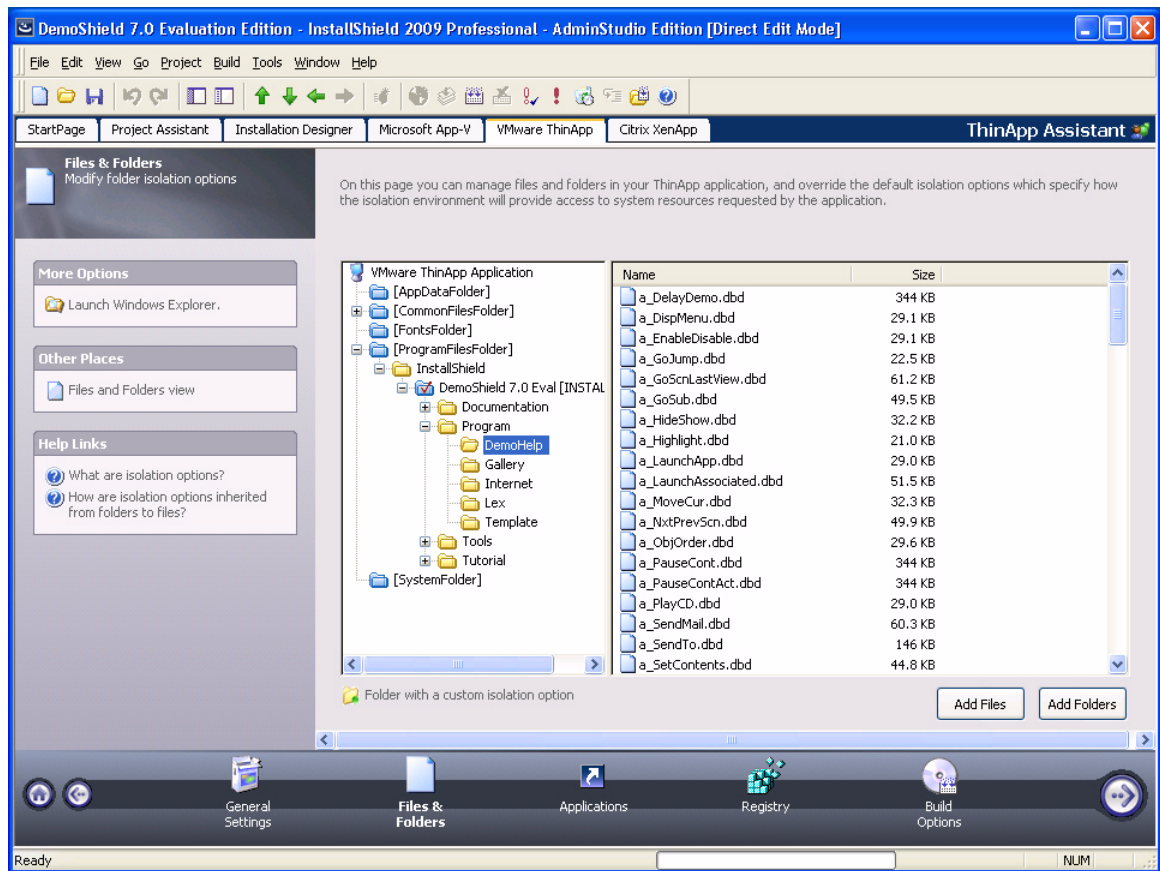 DemoShield 7.0 Evaluation Edition - InstallShield 2009 Professional - AdminStudio Edition [Direct Edit Mode]
File Edit View Go Project Build Tools Window Help
StartPage Project Assistant Installation Designer Microsoft App-V VMware ThinApp Citrix XenApp ThinApp Assistant
Files & Folders
Modify folder isolation options
On this page you can manage files and folders in your ThinApp application, and override the default isolation options which specify how
the isolation environment will provide access to system resources requested by the application.
More Options
Launch Windows Explorer.
Other Places
Files and Folders view
Help Links
What are isolation options?
How are isolation options inherited
from folders to files?
VMware ThinApp Application
[AppDataFolder]
[CommonFilesFolder]
[FontsFolder]
[ProgramFilesFolder]
InstallShield
DemoShield 7.0 Eval [INSTAL
Documentation
Program
DemoHelp
Gallery
Internet
Lex
Template
Tools
Tutorial
[SystemFolder]
Name Size
a_DelayDemo.dbd 344 KB
a_DispMenu.dbd 29.1 KB
a_EnableDisable.dbd 29.1 KB
a_GoJump.dbd 22.5 KB
a_GoScnLastView.dbd 61.2 KB
a_GoSub.dbd 49.5 KB
a_HideShow.dbd 32.2 KB
a_Highlight.dbd 21.0 KB
a_LaunchApp.dbd 29.0 KB
a_LaunchAssociated.dbd 51.5 KB
a_MoveCur.dbd 32.3 KB
a_NxtPrevScn.dbd 49.9 KB
a_ObjOrder.dbd 29.6 KB
a_PauseCont.dbd 344 KB
a_PauseContAct.dbd 344 KB
a_PlayCD.dbd 29.0 KB
a_SendMail.dbd 60.3 KB
a_SendTo.dbd 146 KB
a_SetContents.dbd 44.8 KB
Folder with a custom isolation option
Add Files Add Folders
General
Settings
Files &
Folders
Applications
Registry
Build
Options
Ready NUM